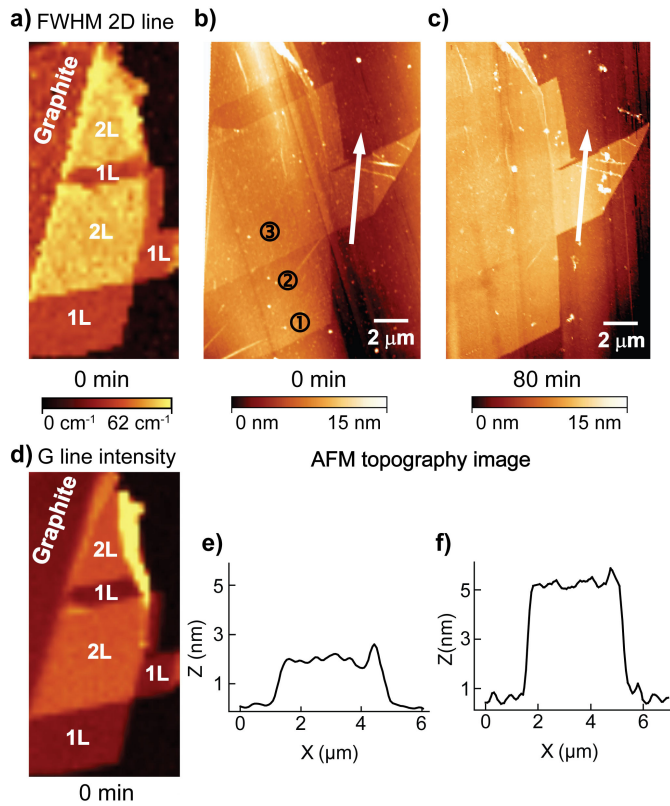 a) FWHM 2D line
b)
c)
Graphite
2L
1L
2L
1L
1L
③
②
①
2 μm
2 μm
0 min
0 min
80 min
0 cm⁻¹ 62 cm⁻¹
0 nm 15 nm
0 nm 15 nm
d) G line intensity
AFM topography image
Graphite
2L
1L
2L
1L
1L
0 min
e)
Z (nm)
5
3
1
0 2 4 6
X (μm)
f)
Z(nm)
5
3
1
0 2 4 6
X (μm)